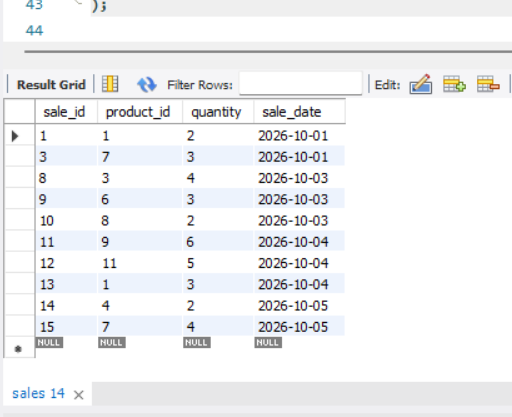 43 );
44
Result Grid Filter Rows: Edit:
sale_id product_id quantity sale_date
1 1 2 2026-10-01
3 7 3 2026-10-01
8 3 4 2026-10-03
9 6 3 2026-10-03
10 8 2 2026-10-03
11 9 6 2026-10-04
12 11 5 2026-10-04
13 1 3 2026-10-04
14 4 2 2026-10-05
15 7 4 2026-10-05
NULL NULL NULL NULL
sales 14